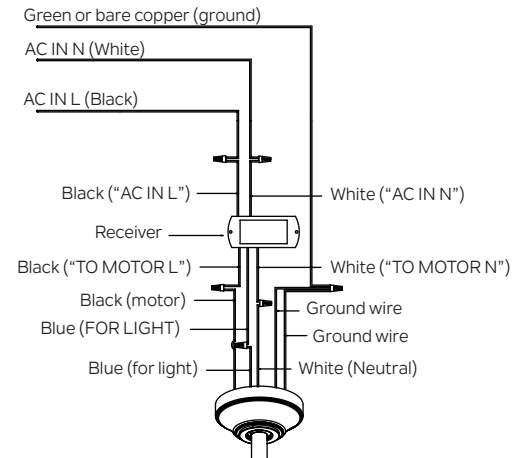 Green or bare copper (ground)
AC IN N (White)
AC IN L (Black)
Black (“AC IN L”)
White (“AC IN N”)
Receiver
Black (“TO MOTOR L”)
White (“TO MOTOR N”)
Black (motor)
Ground wire
Blue (FOR LIGHT)
Ground wire
Blue (for light)
White (Neutral)